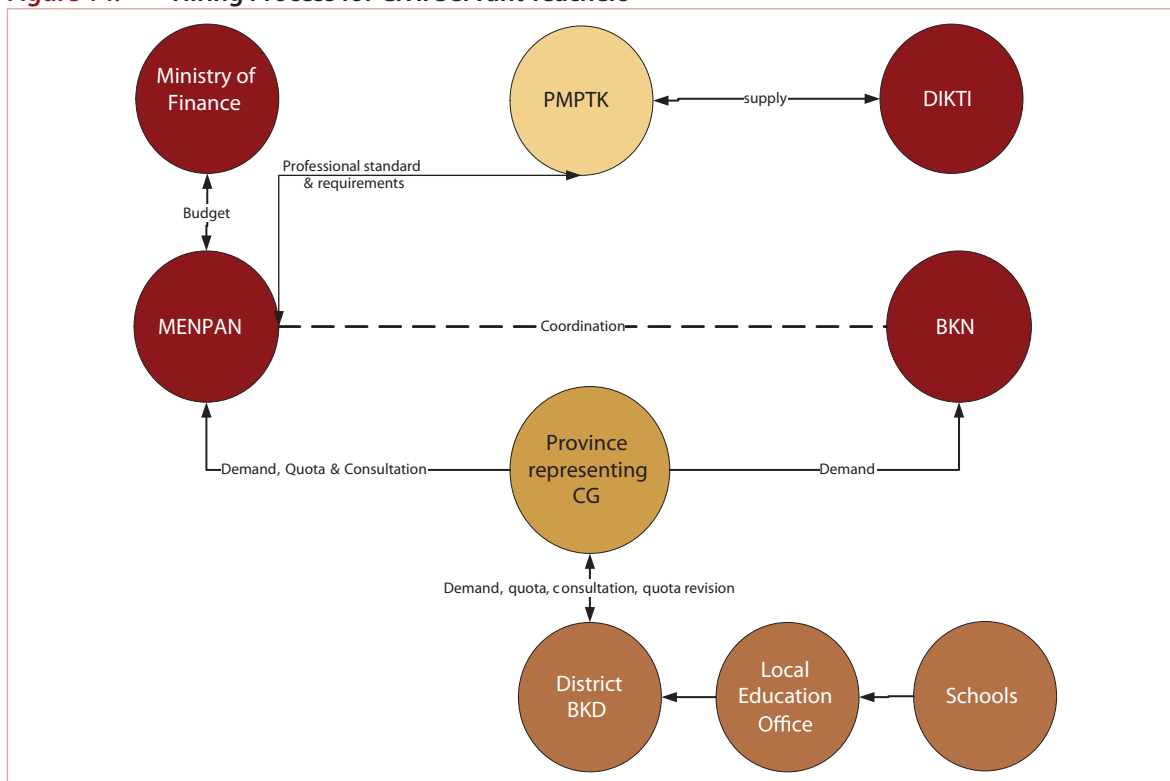 Ministry of
Finance
PMPTK
supply
DIKTI
Professional standard
& requirements
Budget
MENPAN
Coordination
BKN
Province
representing
CG
Demand, Quota & Consultation
Demand
Demand, quota, consultation, quota revision
District
BKD
Local
Education
Office
Schools